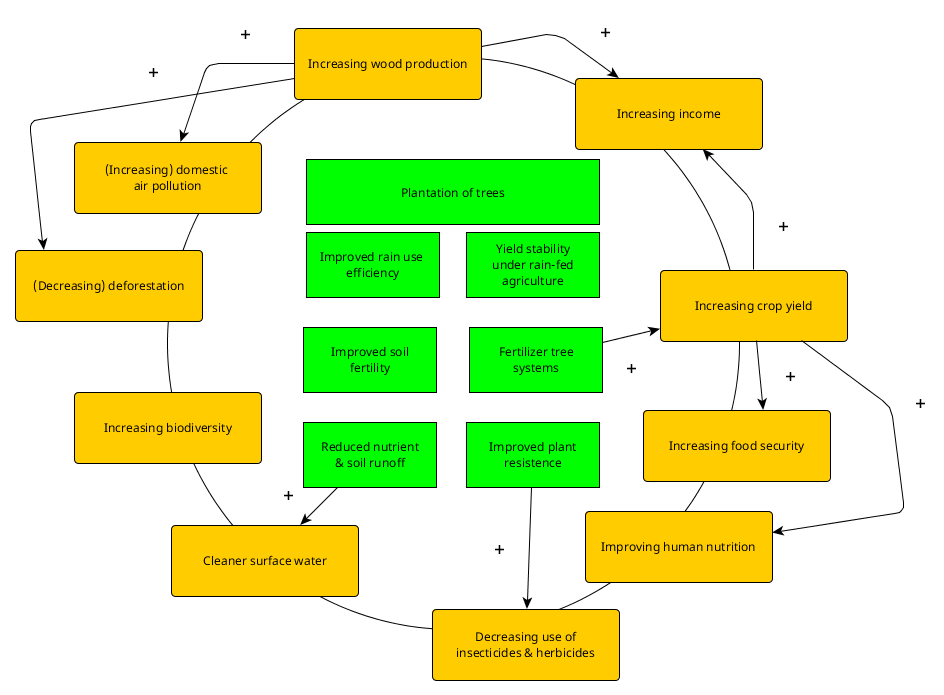 +
+
+
Increasing wood production
Increasing income
(Increasing) domestic
air pollution
Plantation of trees
+
Improved rain use
efficiency
Yield stability
under rain-fed
agriculture
(Decreasing) deforestation
Increasing crop yield
Improved soil
fertility
Fertilizer tree
systems
+
+
+
Increasing biodiversity
Reduced nutrient
& soil runoff
Improved plant
resistence
Increasing food security
+
Cleaner surface water
+
Improving human nutrition
Decreasing use of
insecticides & herbicides